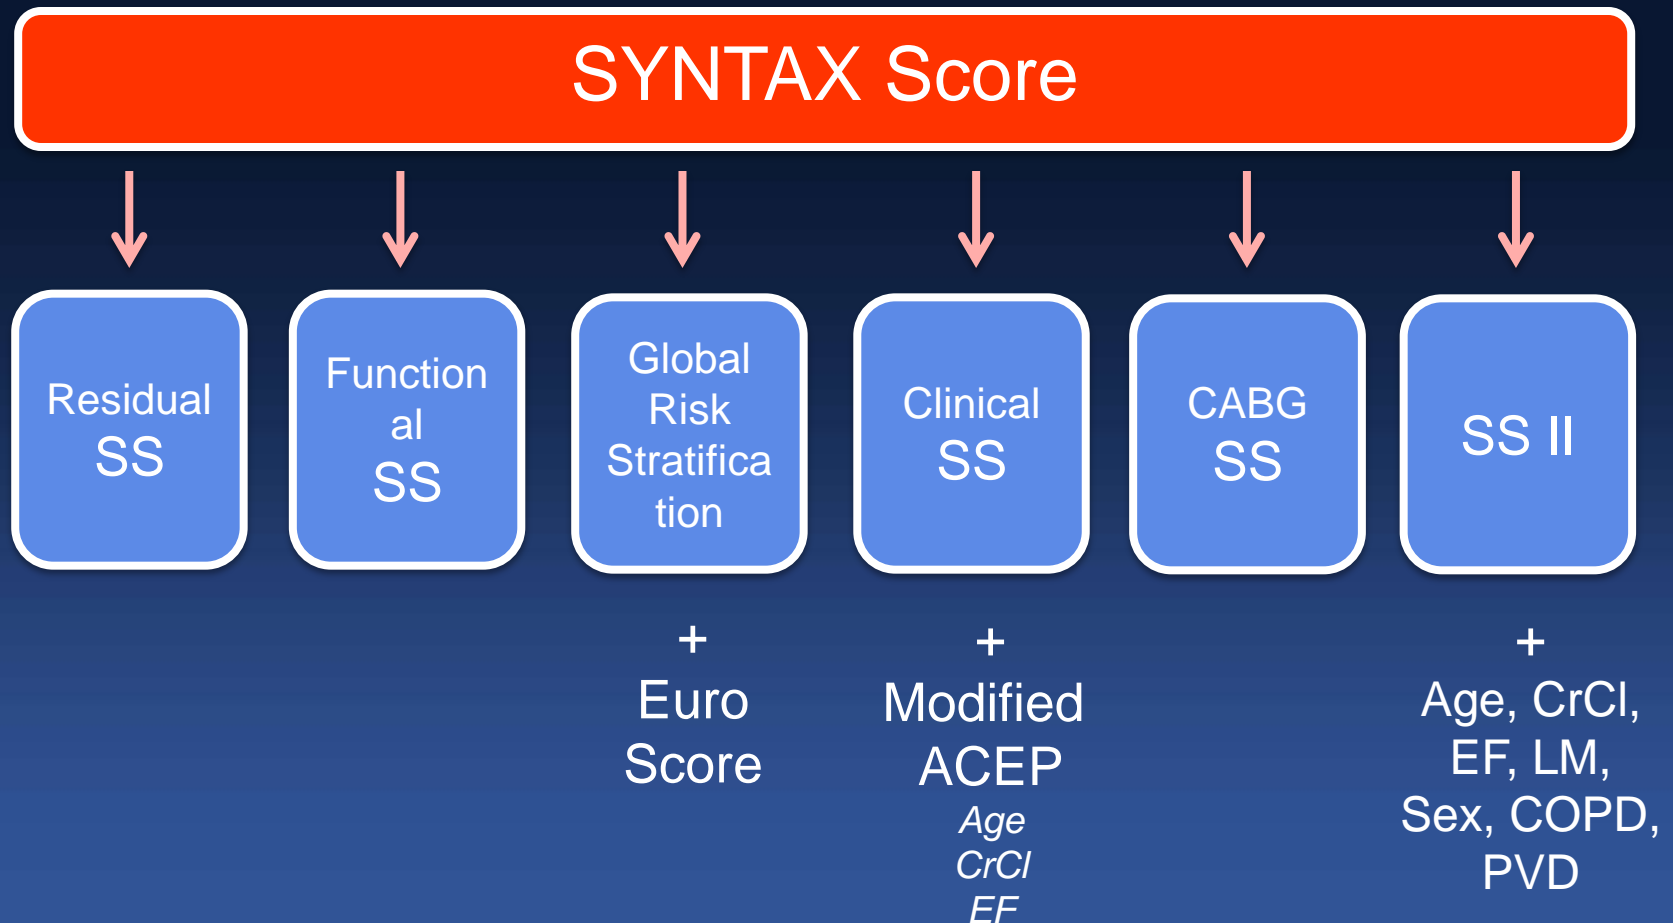 SYNTAX Score
Residual
SS
Function
al
SS
Global
Risk
Stratifica
tion
Clinical
SS
CABG
SS
SS II
+
Euro
Score
+
Modified
ACEP
Age
CrCl
EF
+
Age, CrCl,
EF, LM,
Sex, COPD,
PVD